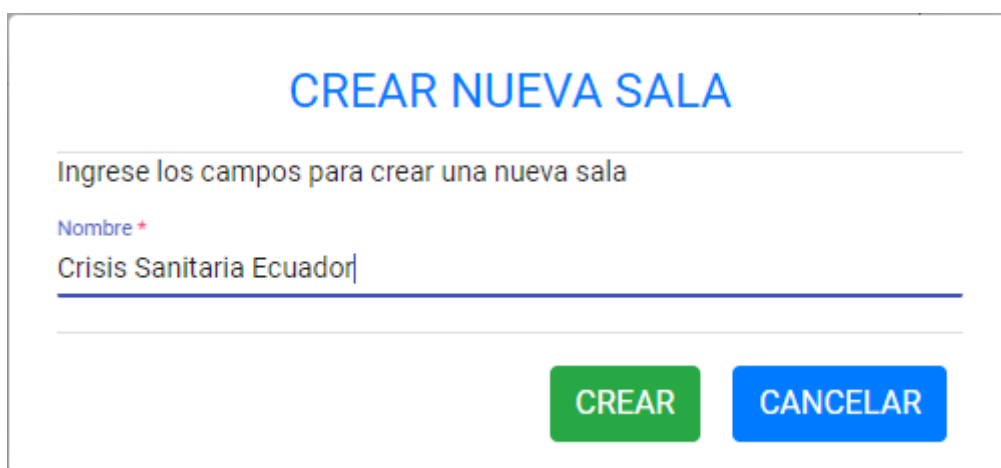 CREAR NUEVA SALA
Ingrese los campos para crear una nueva sala
Nombre *
Crisis Sanitaria Ecuador
CREAR CANCELAR